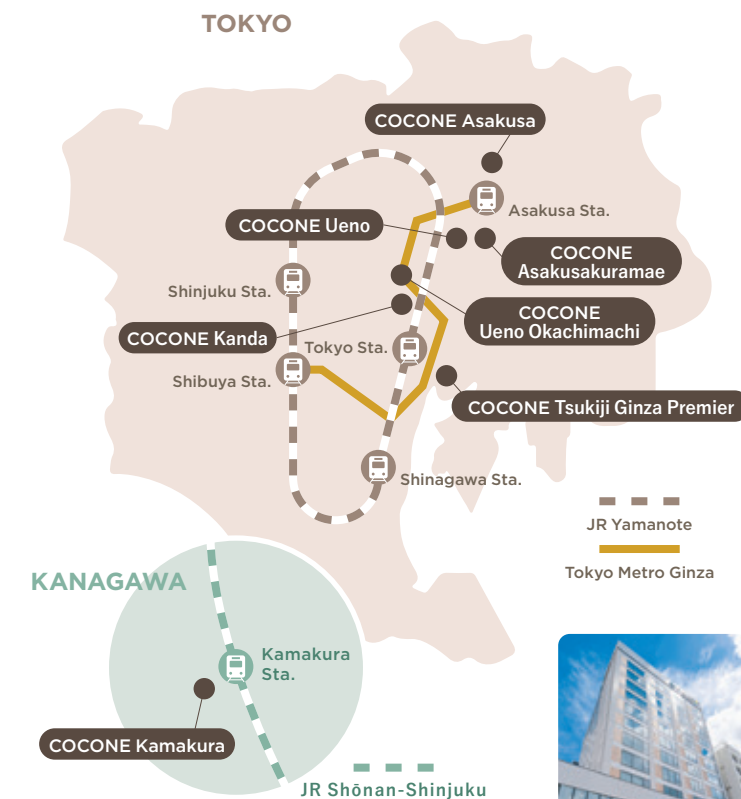 TOKYO
COCONE Asakusa
Asakusa Sta.
COCONE Ueno
COCONE
Asakusakuramae
Shinjuku Sta.
COCONE
Ueno Okachimachi
COCONE Kanda
Tokyo Sta.
Shibuya Sta.
COCONE Tsukiji Ginza Premier
Shinagawa Sta.
JR Yamanote
Tokyo Metro Ginza
KANAGAWA
Kamakura
Sta.
COCONE Kamakura
JR Shōnan-Shinjuku